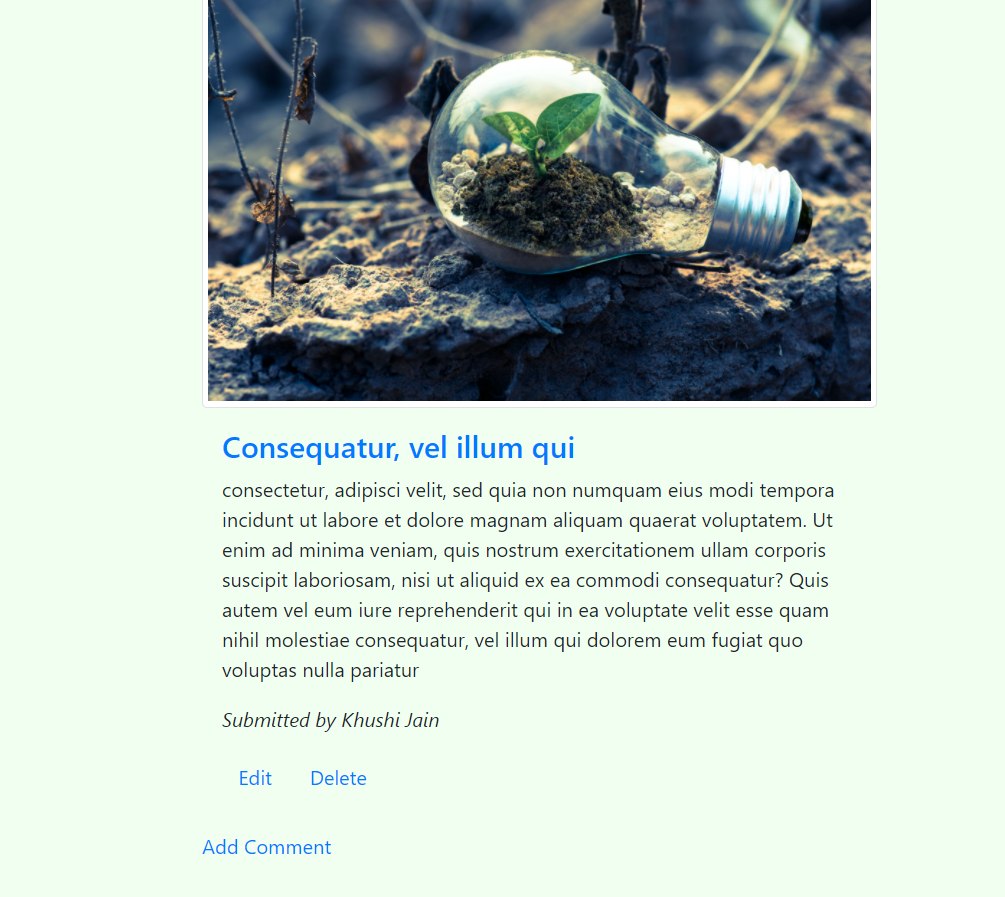 Consequatur, vel illum qui
consectetur, adipisci velit, sed quia non numquam eius modi tempora
incidunt ut labore et dolore magnam aliquam quaerat voluptatem. Ut
enim ad minima veniam, quis nostrum exercitationem ullam corporis
suscipit laboriosam, nisi ut aliquid ex ea commodi consequatur? Quis
autem vel eum iure reprehenderit qui in ea voluptate velit esse quam
nihil molestiae consequatur, vel illum qui dolorem eum fugiat quo
voluptas nulla pariatur
Submitted by Khushi Jain
Edit Delete
Add Comment